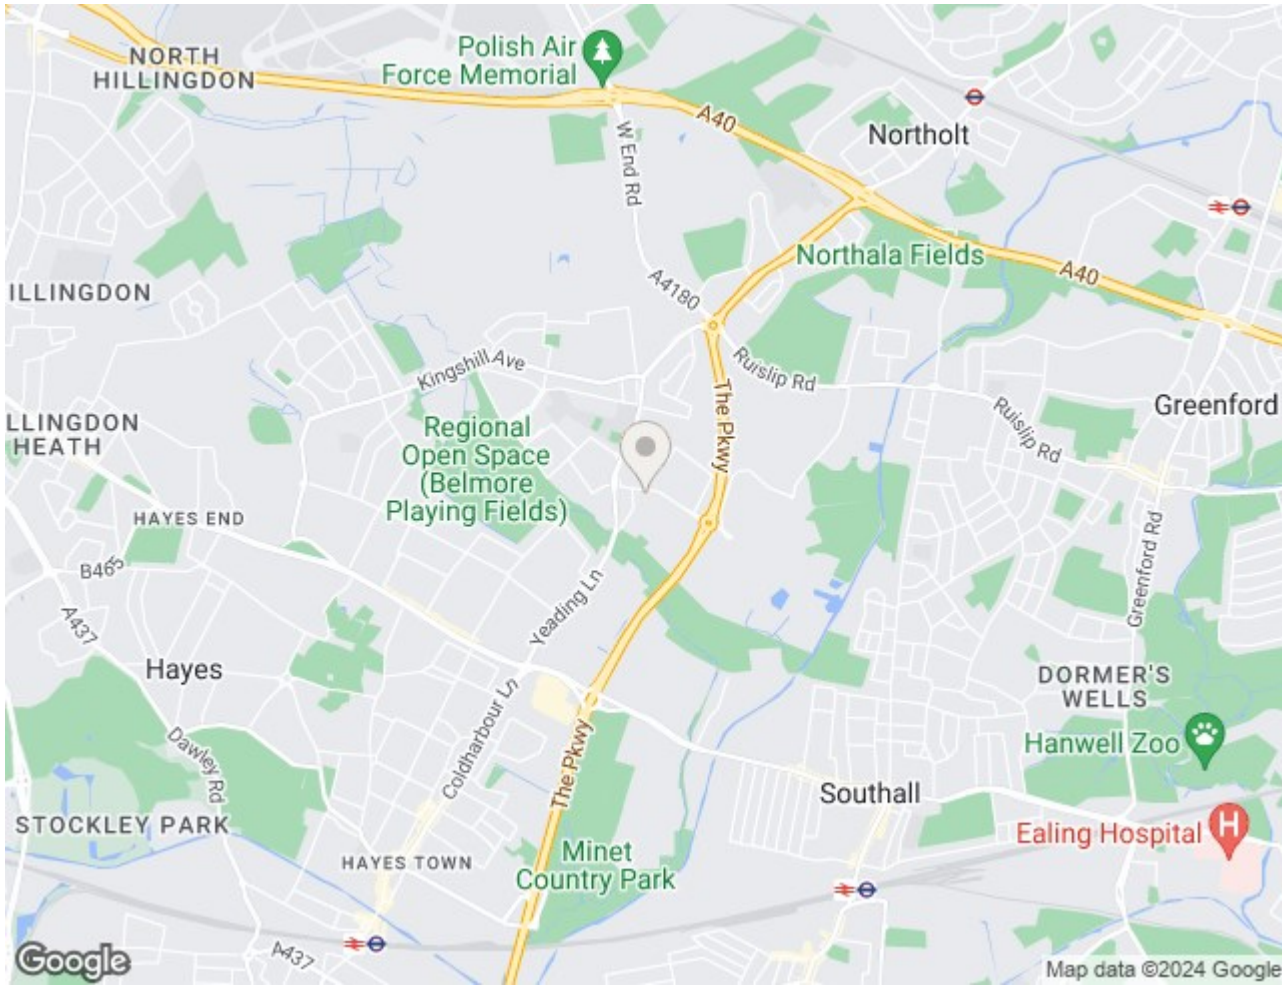 Polish Air
Force Memorial
NORTH
HILLINGDON
A40
W End Rd
Northolt
Northala Fields
A40
ILLINGDON
A4180
Kingshill Ave
Ruislip Rd
The Pkwy
Ruislip Rd
Greenford
LLINGDON
HEATH
Regional
Open Space
(Belmore
Playing Fields)
HAYES END
B465
Greenford Rd
Yeading Ln
A437
Hayes
DORMER'S
WELLS
Coldharbour Ln
Dawley Rd
The Pkwy
Hanwell Zoo
Southall
STOCKLEY PARK
H
Ealing Hospital
HAYES TOWN
Minet
Country Park
A437
Google
Map data ©2024 Google